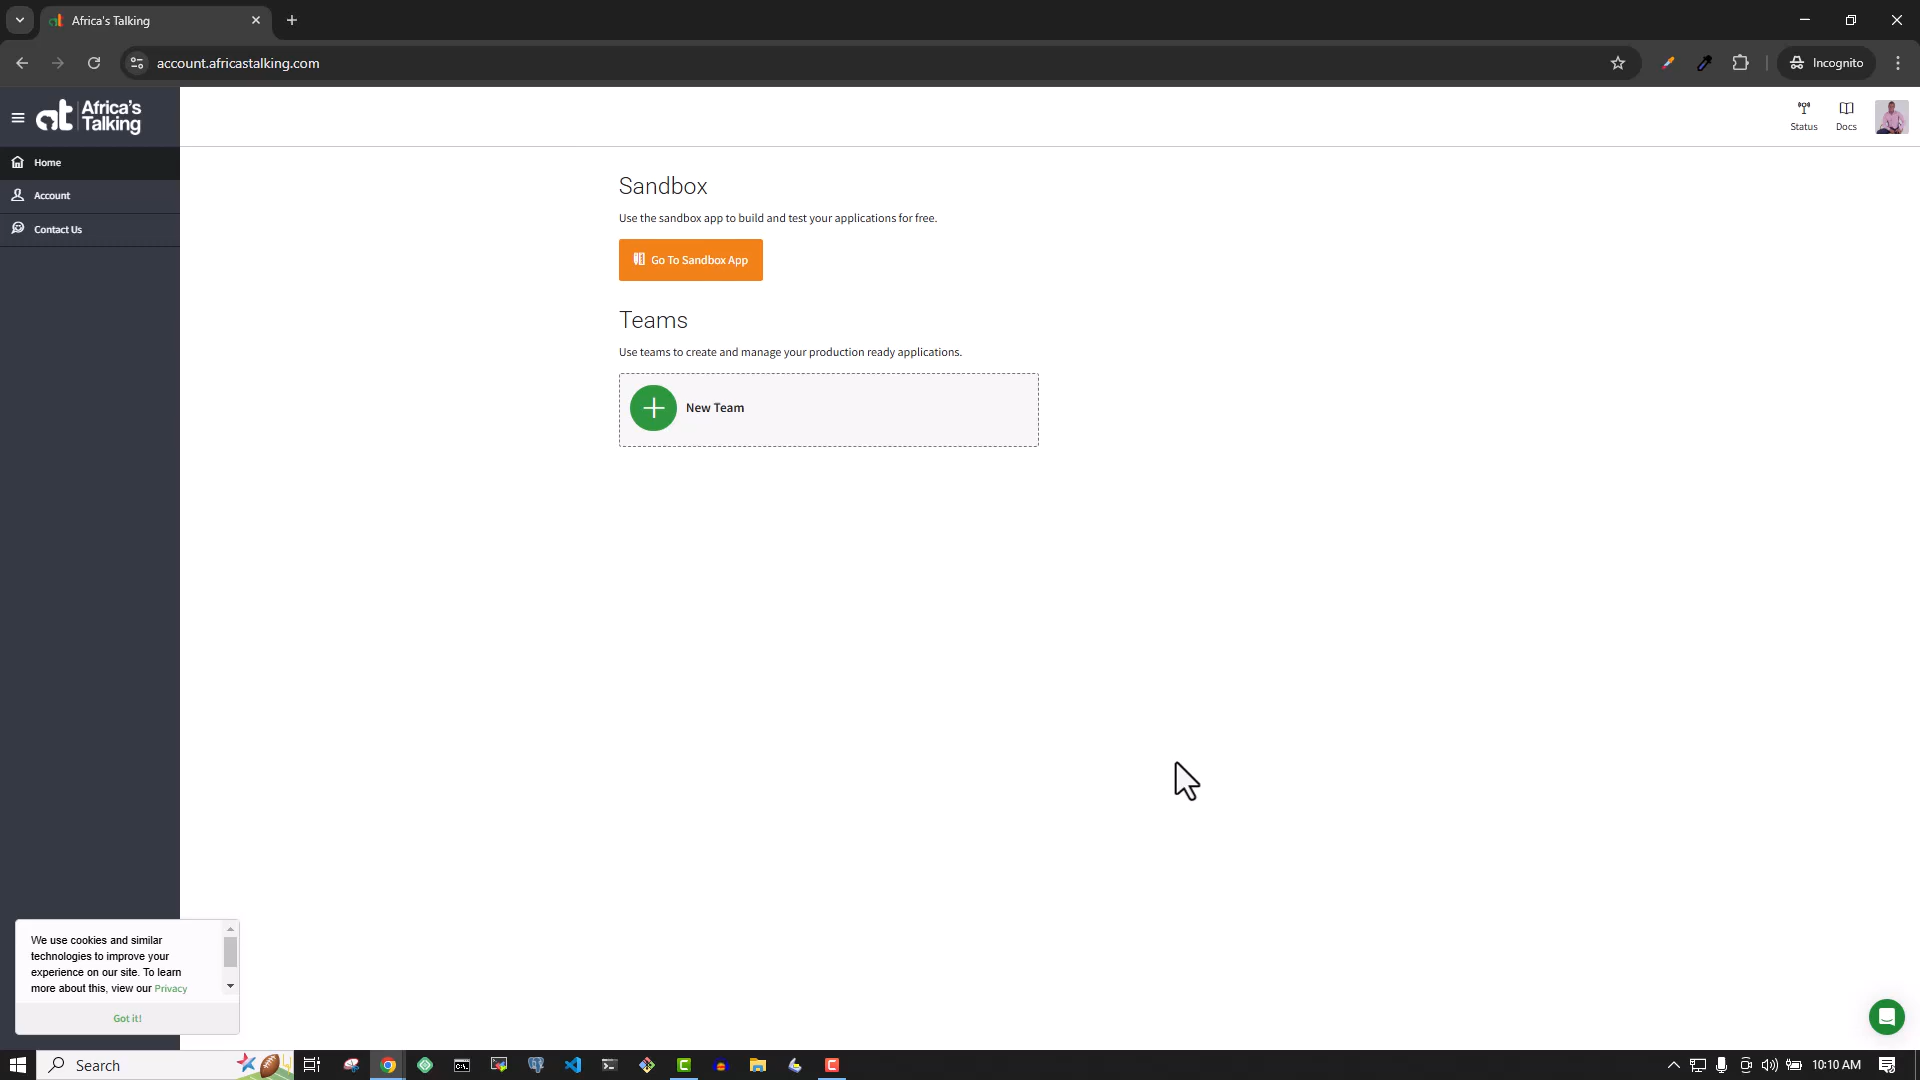 Africa's Talking
account.africastalking.com
Incognito
at Africa's
Talking
Status
Docs
Home
Account
Contact Us
Sandbox
Use the sandbox app to build and test your applications for free.
Go To Sandbox App
Teams
Use teams to create and manage your production ready applications.
New Team
We use cookies and similar
technologies to improve your
experience on our site. To learn
more about this, view our Privacy
Got it!
Search
10:10 AM